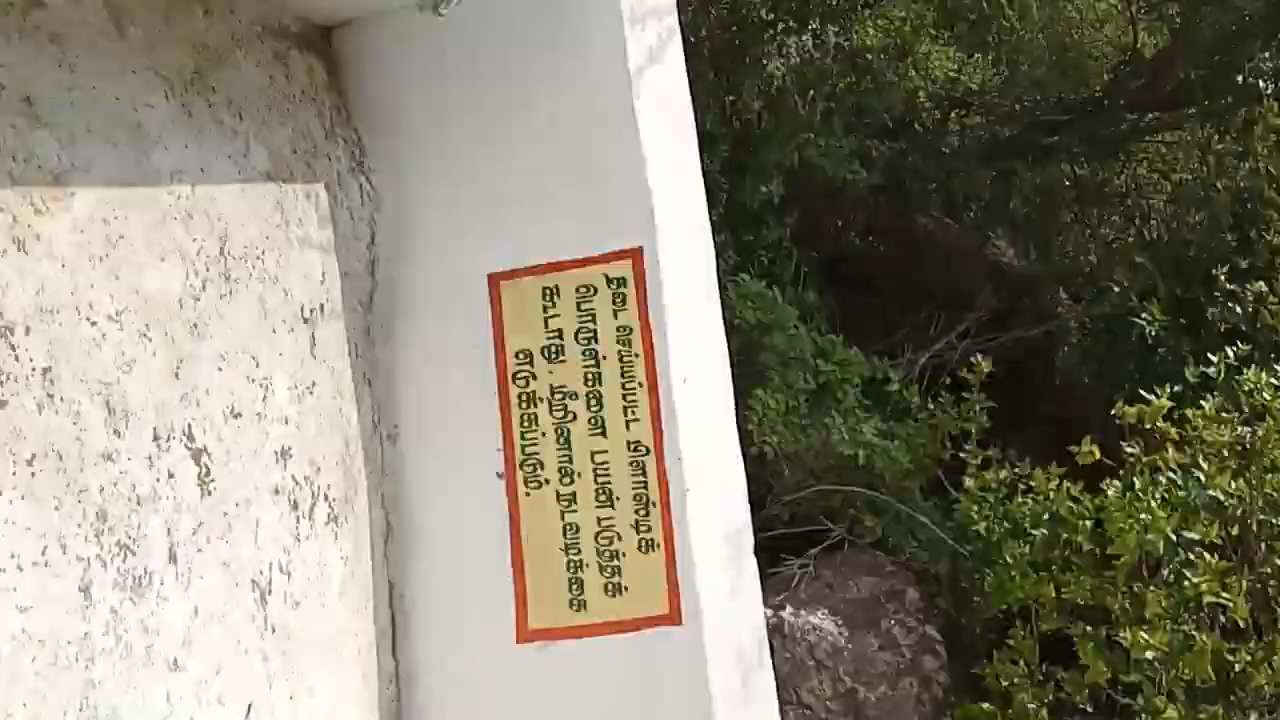 தடை செய்யப்பட்ட பிளாஸ்டிக்
பொருள்களை பயன் படுத்தக்
கூடாது. மீறினால் நடவடிக்கை
எடுக்கப்படும்.